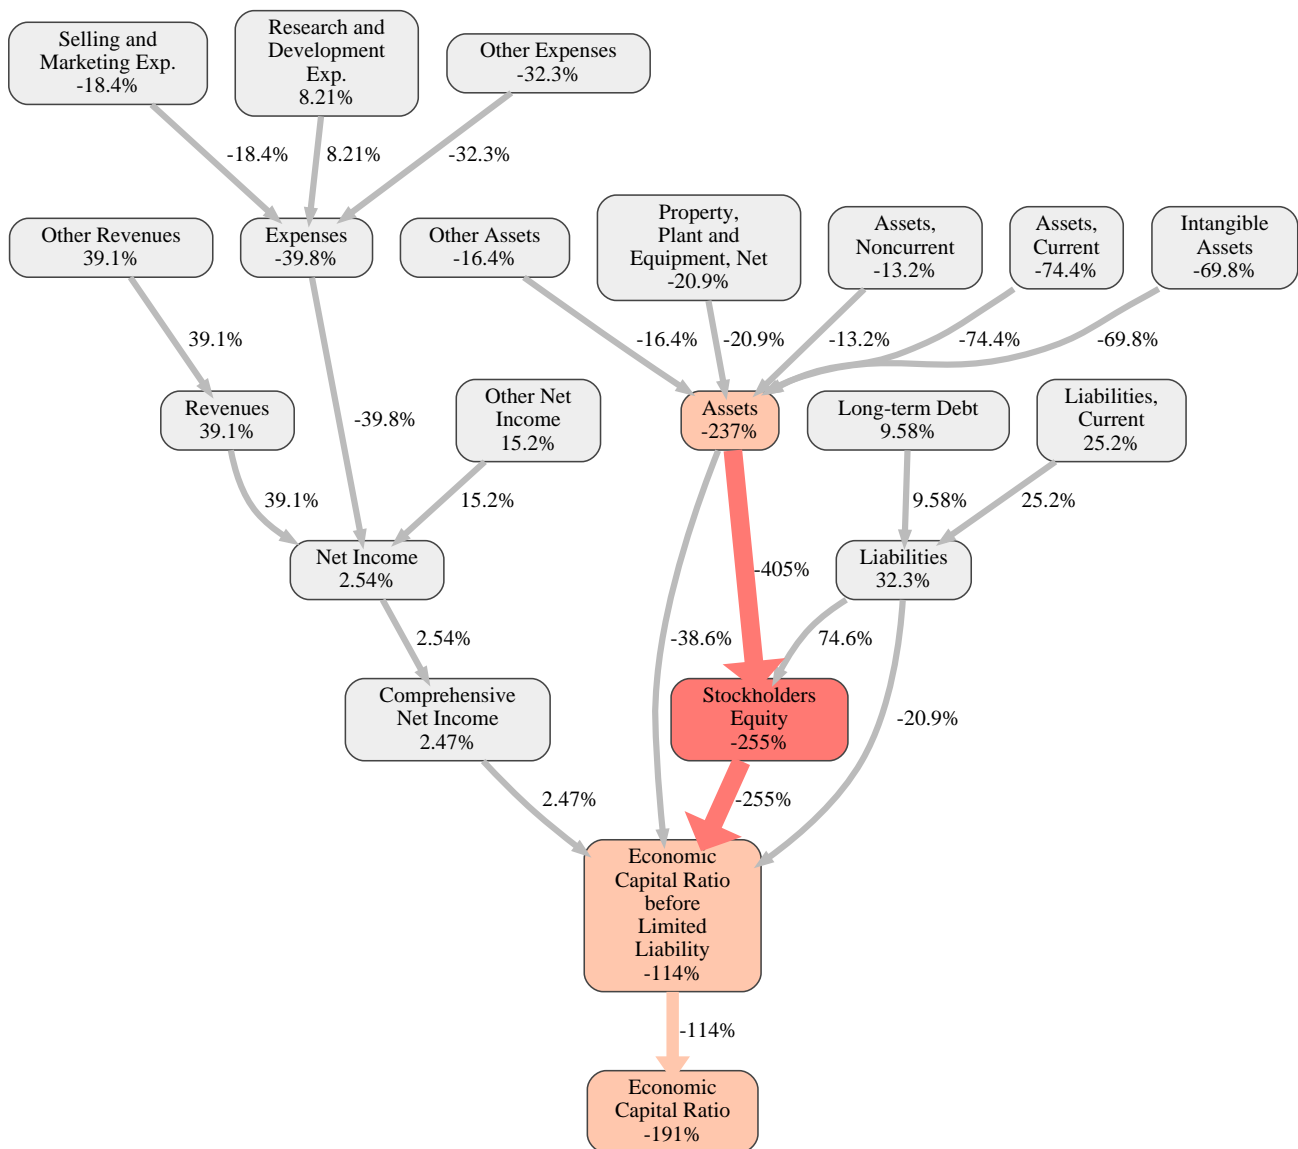 Selling and
Marketing Exp.
-18.4%
Research and
Development
Exp.
8.21%
Other Expenses
-32.3%
-18.4%
8.21%
-32.3%
Other Revenues
39.1%
Expenses
-39.8%
Other Assets
-16.4%
Property,
Plant and
Equipment, Net
-20.9%
Assets,
Noncurrent
-13.2%
Assets,
Current
-74.4%
Intangible
Assets
-69.8%
39.1%
-16.4%
-20.9%
-13.2%
-74.4%
-69.8%
Revenues
39.1%
-39.8%
Other Net
Income
15.2%
Assets
-237%
Long-term Debt
9.58%
Liabilities,
Current
25.2%
39.1%
15.2%
9.58%
25.2%
Net Income
2.54%
-405%
Liabilities
32.3%
2.54%
-38.6%
74.6%
Comprehensive
Net Income
2.47%
Stockholders
Equity
-255%
-20.9%
2.47%
-255%
Economic
Capital Ratio
before
Limited
Liability
-114%
-114%
Economic
Capital Ratio
-191%